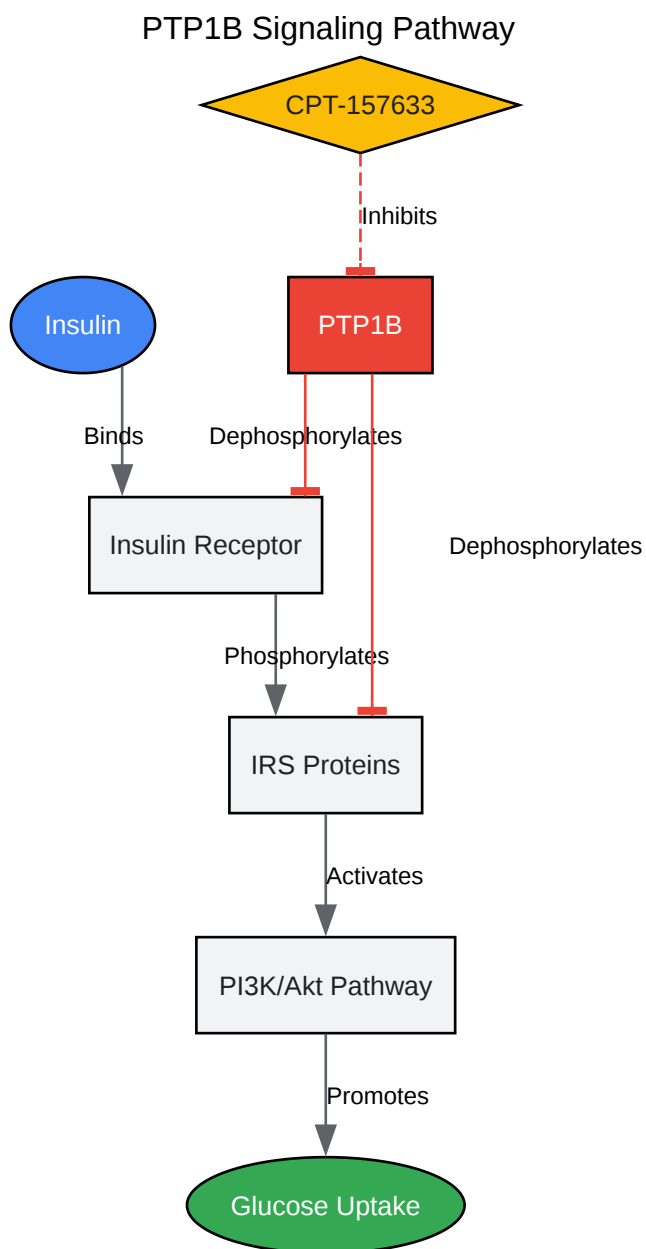 PTP1B Signaling Pathway
CPT-157633
Inhibits
Insulin
PTP1B
Binds
Dephosphorylates
Insulin Receptor
Dephosphorylates
Phosphorylates
IRS Proteins
Activates
PI3K/Akt Pathway
Promotes
Glucose Uptake